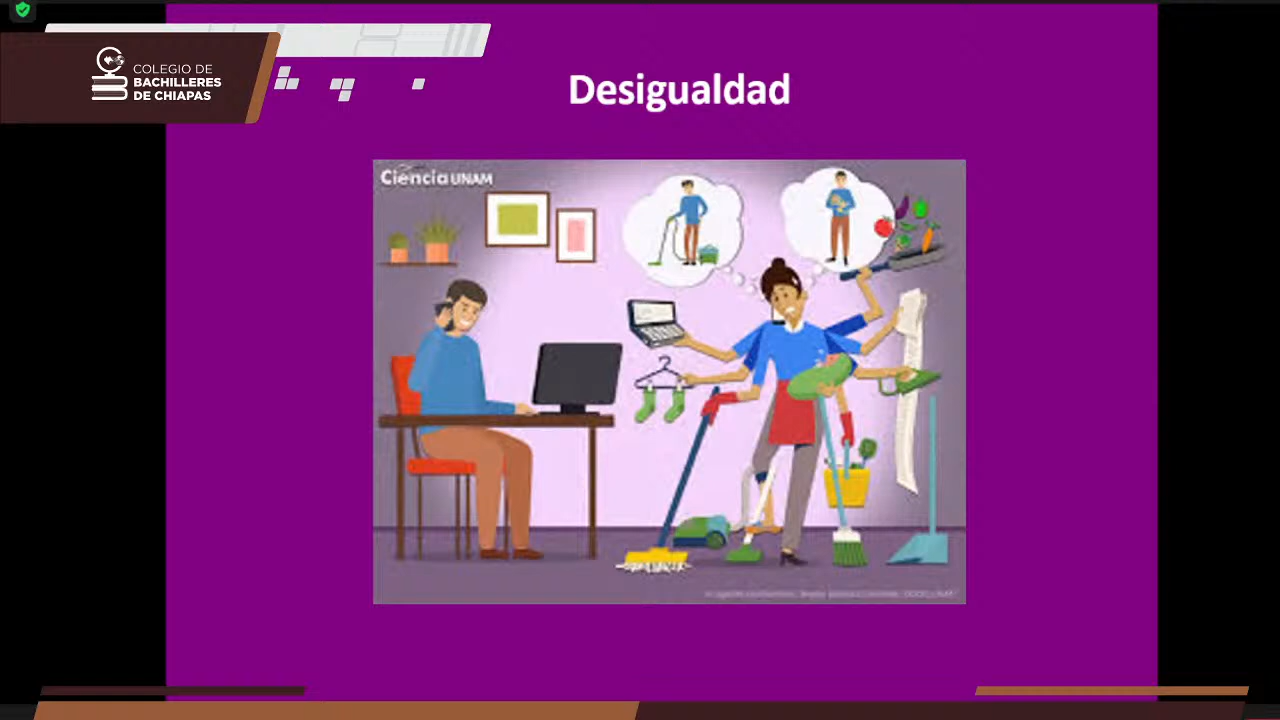 COLEGIO DE
BACHILLERES
DE CHIAPAS
Desigualdad
Ciencia UNAM